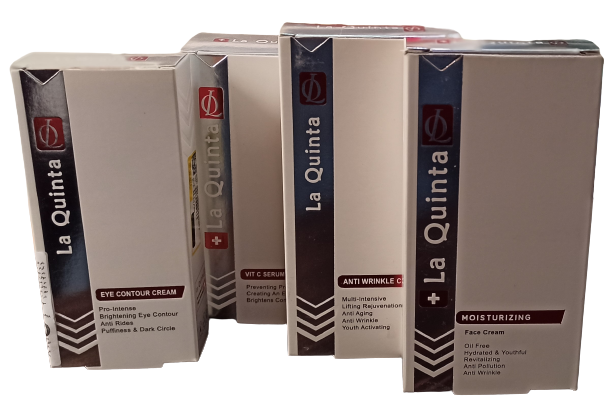 La Quinta
EYE CONTOUR CREAM
Pro-Intense
Brightening Eye Contour
Anti Rides
Puffiness & Dark Circle
La Quinta
La Quinta
VIT C SERUM
Creating An
La Quinta
ANTI WRINKLE
Multi-Intensive
Lifting Rejuvenation
Anti Aging
Anti Wrinkle
Youth Activating
La Quinta
MOISTURIZING
Face Cream
Oil Free
Hydrated & Youthful
Revitalizing
Anti Pollution
Anti Wrinkle